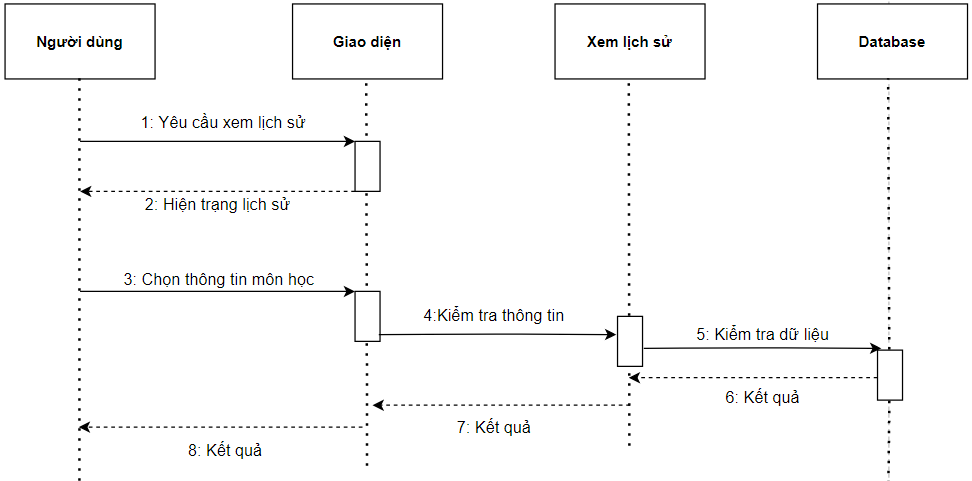 Người dùng
Giao diện
Xem lịch sử
Database
1: Yêu cầu xem lịch sử
2: Hiện trạng lịch sử
3: Chọn thông tin môn học
4:Kiểm tra thông tin
5: Kiểm tra dữ liệu
6: Kết quả
7: Kết quả
8: Kết quả